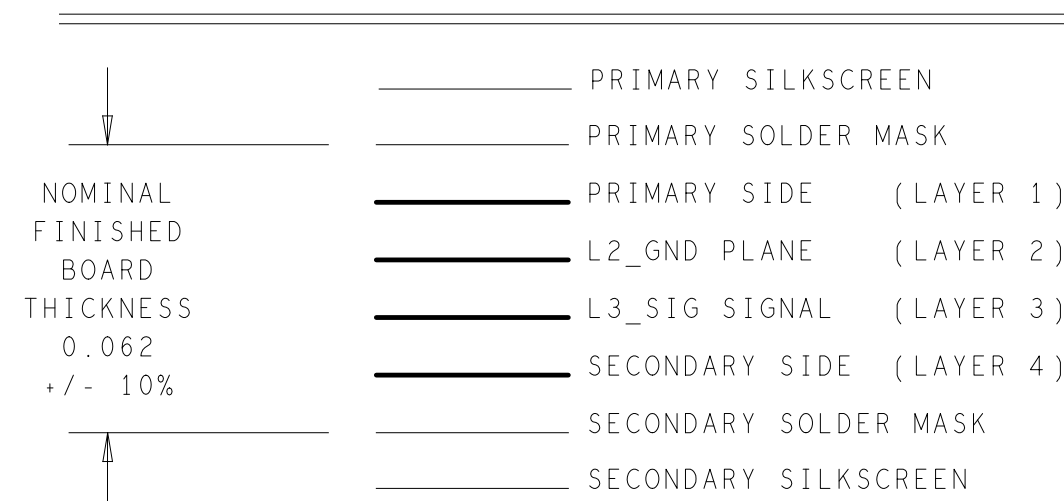 PRIMARY SILKSCREEN
PRIMARY SOLDER MASK
PRIMARY SIDE (LAYER 1)
L2_GND PLANE (LAYER 2)
L3_SIG SIGNAL (LAYER 3)
SECONDARY SIDE (LAYER 4)
SECONDARY SOLDER MASK
SECONDARY SILKSCREEN
NOMINAL
FINISHED
BOARD
THICKNESS
0.062
+/- 10%